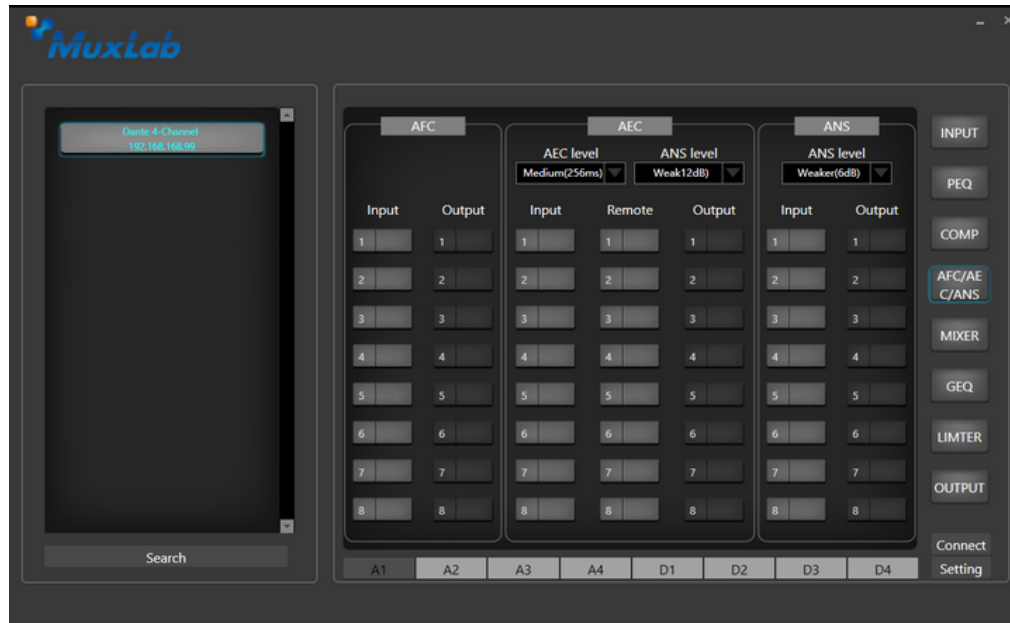 MuxLab
Dante 4-Channel
192.168.168.99
Search
AFC
Input Output
1 1
2 2
3 3
4 4
5 5
6 6
7 7
8 8
AEC
AEC level ANS level
Medium(256ms) Weak12dB)
Input Remote Output
1 1 1
2 2 2
3 3 3
4 4 4
5 5 5
6 6 6
7 7 7
8 8 8
ANS
ANS level
Weaker(6dB)
Input Output
1 1
2 2
3 3
4 4
5 5
6 6
7 7
8 8
A1 A2 A3 A4 D1 D2 D3 D4
INPUT
PEQ
COMP
AFC/AE
C/ANS
MIXER
GEQ
LIMTER
OUTPUT
Connect
Setting